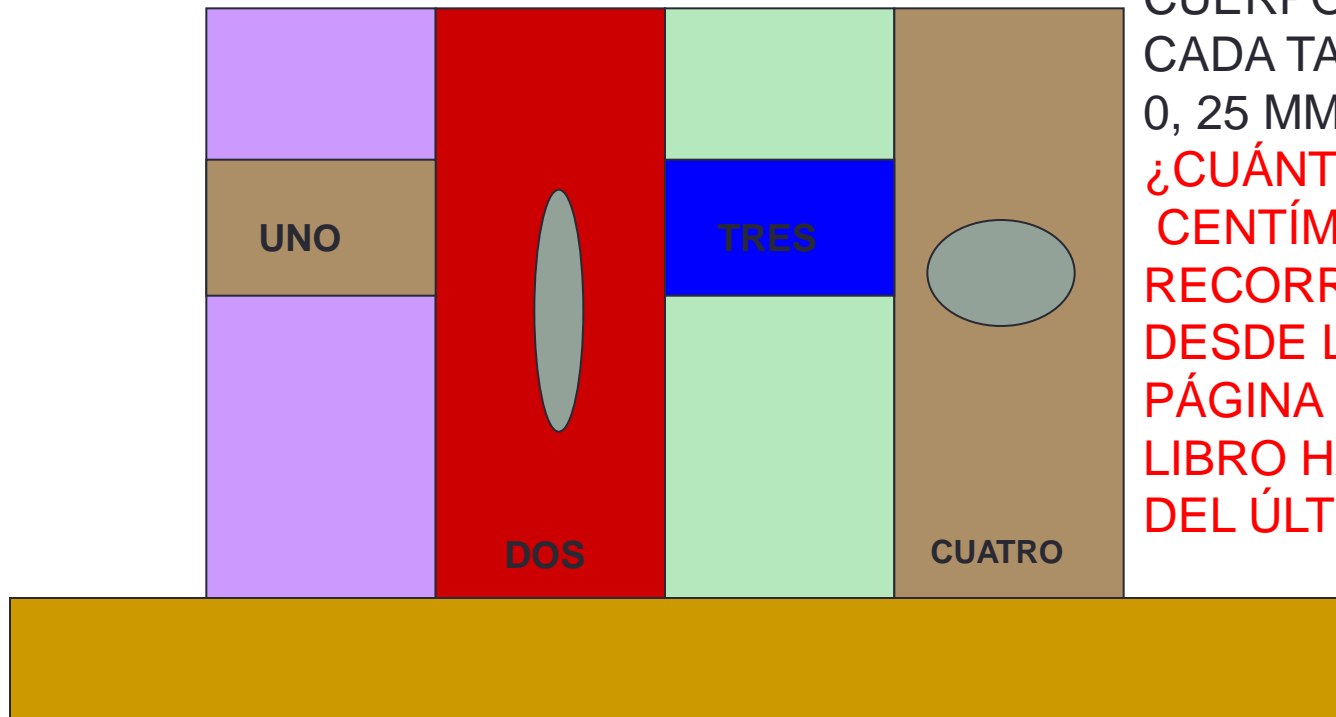 UNO
DOS
TRES
CUATRO
CADA TA
0, 25 MM
¿CUÁNT
CENTÍM
RECORR
DESDE L
PÁGINA
LIBRO H
DEL ÚLT